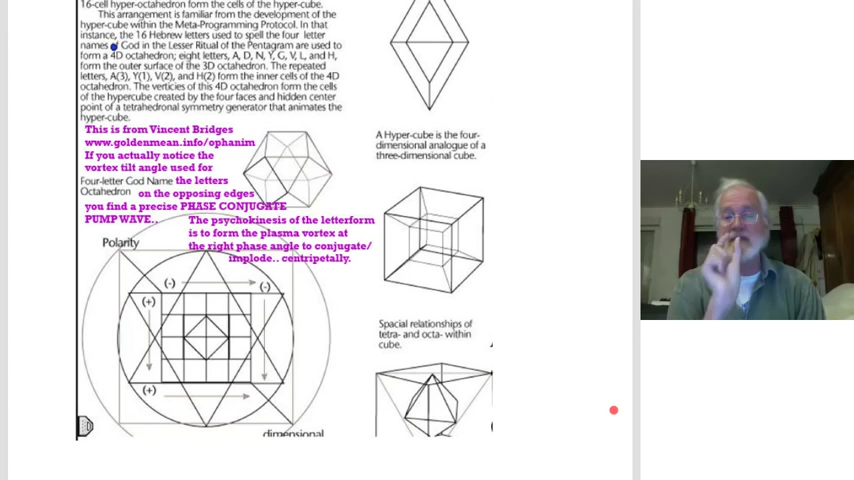 16-cell hyper-octahedron form the cells of the hyper-cube.
This arrangement is familiar from the development of the
hyper-cube within the Meta-Programming Protocol. In that
instance, the 16 Hebrew letters used to spell the four letter
names of God in the Lesser Ritual of the Pentagram are used to
form a 4D octahedron; eight letters, A, D, N, Y, G, V, L, and H,
form the outer surface of the 3D octahedron. The repeated
letters, A(3), Y(1), V(2), and H(2) form the inner cells of the 4D
octahedron. The verticies of this 4D octahedron form the cells
of the hypercube created by the four faces and hidden center
point of a tetrahedronal symmetry generator that animates the
hyper-cube.
This is from Vincent Bridges
www.goldenmean.info/ophanim
If you actually notice the
vortex tilt angle used for
the letters
on the opposing edges
you find a precise PHASE CONJUGATE
PUMP WAVE..
The psychokinesis of the letterform
is to form the plasma vortex at
the right phase angle to conjugate/
implode.. centripetally.
Four-letter God Name
Octahedron
Polarity
(-)
(-)
(+)
(+)
dimensional
A Hyper-cube is the four-
dimensional analogue of a
three-dimensional cube.
Spacial relationships of
tetra- and octa- within
cube.